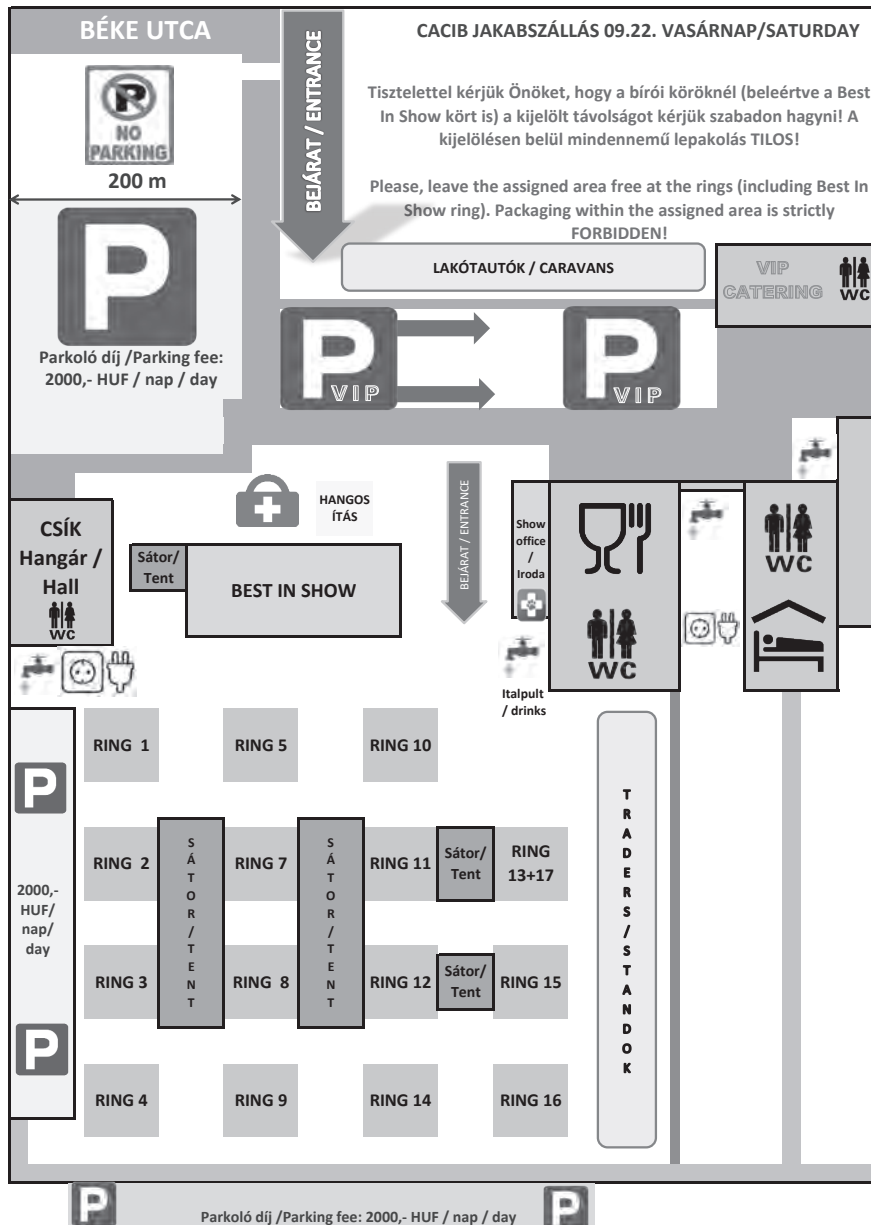 BÉKE UTCA
CACIB JAKABSZÁLLÁS 09.22. VASÁRNAP/SATURDAY
NO
PARKING
200 m
BEJÁRAT / ENTRANCE
Tisztelettel kérjük Önöket, hogy a bírói köröknél (beleértve a Best
In Show kört is) a kijelölt távolságot kérjük szabadon hagyni! A
kijelölésen belül mindennemű lepakolás TILOS!
Please, leave the assigned area free at the rings (including Best In
Show ring). Packaging within the assigned area is strictly
FORBIDDEN!
LAKÓTAUTÓK / CARAVANS
VIP
CATERING
WC
P
Parkoló díj /Parking fee:
2000,- HUF / nap / day
P
VIP
P
VIP
CSÍK
Hangár /
Hall
WC
HANGOS
ÍTÁS
Sátor/
Tent
BEST IN SHOW
BEJÁRAT / ENTRANCE
Show
office
/
Iroda
WC
WC
Italpult
/ drinks
RING 1
RING 5
RING 10
P
RING 2
SÁTOR/TENT
RING 7
SÁTOR/TENT
RING 11
Sátor/
Tent
RING
13+17
TRADERS/STANDOK
2000,-
HUF/
nap/
day
RING 3
RING 8
RING 12
Sátor/
Tent
RING 15
P
RING 4
RING 9
RING 14
RING 16
P
Parkoló díj /Parking fee: 2000,- HUF / nap / day
P